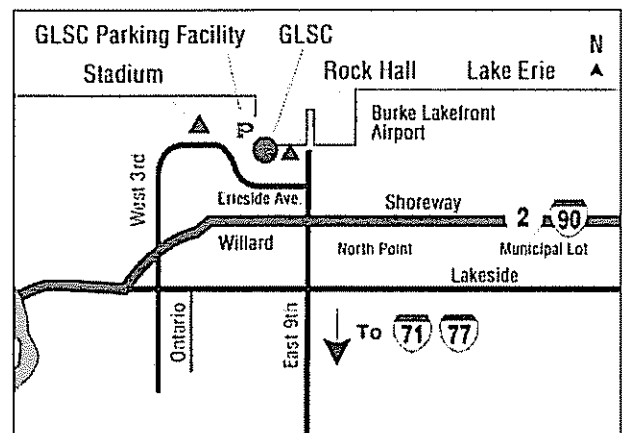 GLSC Parking Facility GLSC
Stadium
Rock Hall Lake Erie
N
Burke Lakefront
Airport
P
West 3rd
Erieside Ave.
Shoreway
2 90
Willard
North Point
Municipal Lot
Lakeside
Ontario
East 9th
To 71 77